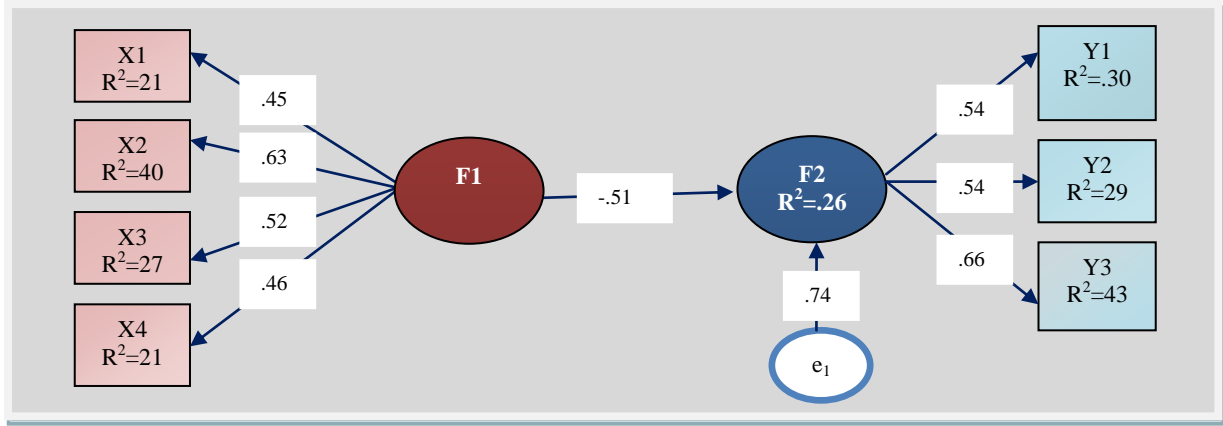 X1
R²=21
X2
R²=40
X3
R²=27
X4
R²=21
.45
.63
.52
.46
F1
-.51
F2
R²=.26
.74
e₁
.54
.54
.66
Y1
R²=.30
Y2
R²=29
Y3
R²=43